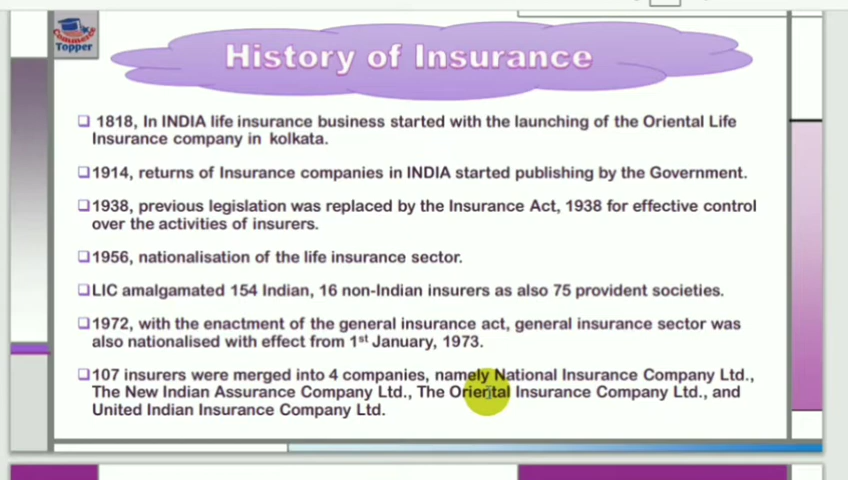 Commerce
Topper
History of Insurance
❑ 1818, In INDIA life insurance business started with the launching of the Oriental Life
Insurance company in kolkata.
❑1914, returns of Insurance companies in INDIA started publishing by the Government.
❑1938, previous legislation was replaced by the Insurance Act, 1938 for effective control
over the activities of insurers.
❑1956, nationalisation of the life insurance sector.
❑LIC amalgamated 154 Indian, 16 non-Indian insurers as also 75 provident societies.
❑1972, with the enactment of the general insurance act, general insurance sector was
also nationalised with effect from 1st January, 1973.
❑107 insurers were merged into 4 companies, namely National Insurance Company Ltd.,
The New Indian Assurance Company Ltd., The Oriental Insurance Company Ltd., and
United Indian Insurance Company Ltd.